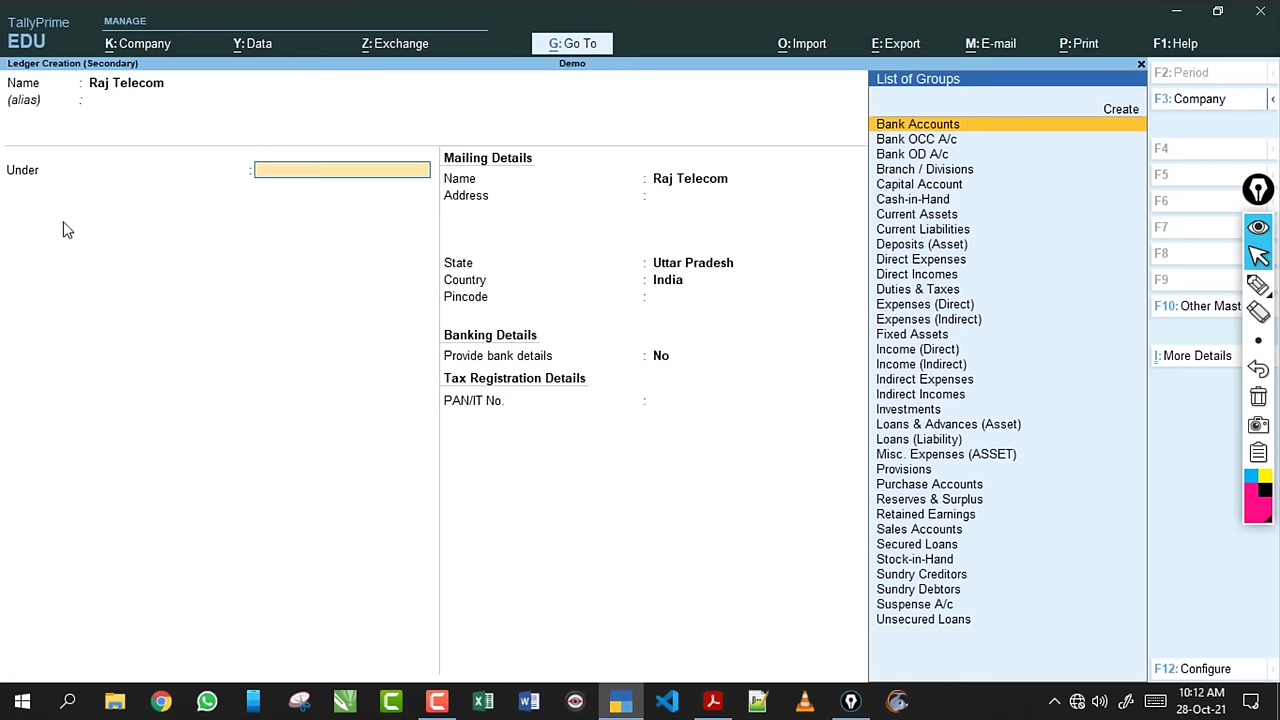 TallyPrime
EDU
MANAGE
K: Company
Y: Data
Z: Exchange
G: Go To
O: Import
E: Export
M: E-mail
P: Print
F1: Help
Ledger Creation (Secondary)
Demo
Name : Raj Telecom
(alias) :
Under :
Mailing Details
Name : Raj Telecom
Address :
State : Uttar Pradesh
Country : India
Pincode :
Banking Details
Provide bank details : No
Tax Registration Details
PAN/IT No. :
List of Groups
Create
Bank Accounts
Bank OCC A/c
Bank OD A/c
Branch / Divisions
Capital Account
Cash-in-Hand
Current Assets
Current Liabilities
Deposits (Asset)
Direct Expenses
Direct Incomes
Duties & Taxes
Expenses (Direct)
Expenses (Indirect)
Fixed Assets
Income (Direct)
Income (Indirect)
Indirect Expenses
Indirect Incomes
Investments
Loans & Advances (Asset)
Loans (Liability)
Misc. Expenses (ASSET)
Provisions
Purchase Accounts
Reserves & Surplus
Retained Earnings
Sales Accounts
Secured Loans
Stock-in-Hand
Sundry Creditors
Sundry Debtors
Suspense A/c
Unsecured Loans
F2: Period
F3: Company
F4
F5
F6
F7
F8
F9
F10: Other Mast
I: More Details
F12: Configure
10:12 AM
28-Oct-21